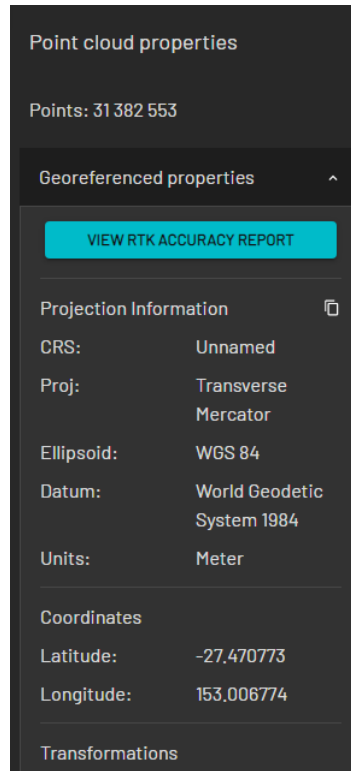 Point cloud properties
Points: 31 382 553
Georeferenced properties
VIEW RTK ACCURACY REPORT
Projection Information
CRS: Unnamed
Proj: Transverse
Mercator
Ellipsoid: WGS 84
Datum: World Geodetic
System 1984
Units: Meter
Coordinates
Latitude: -27.470773
Longitude: 153.006774
Transformations